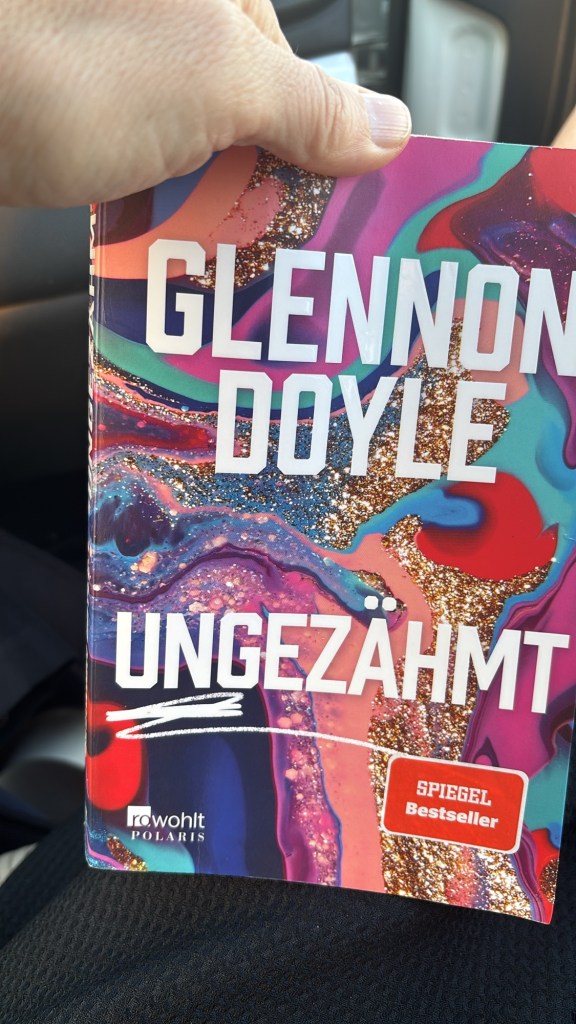 GLENNON
DOYLE
UNGEZÄHMT
SPIEGEL
Bestseller
rowohlt
POLARIS